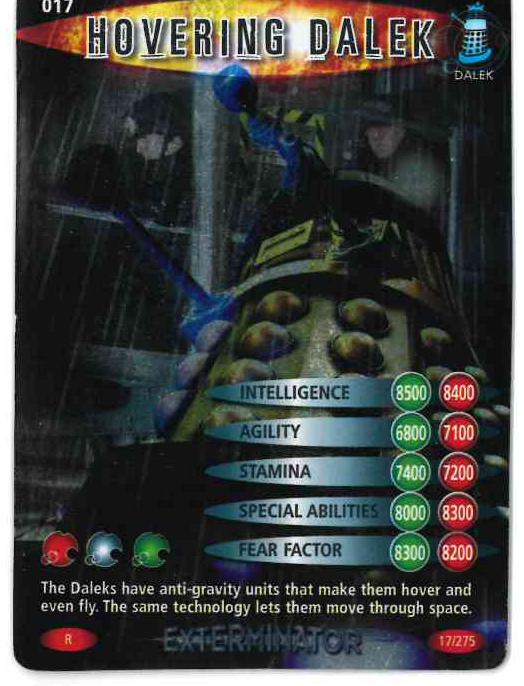 017
HOVERING DALEK
DALEK
INTELLIGENCE 8500 8400
AGILITY 6800 7100
STAMINA 7400 7200
SPECIAL ABILITIES 8000 8300
FEAR FACTOR 8300 8200
The Daleks have anti-gravity units that make them hover and
even fly. The same technology lets them move through space.
R EXTERMINATOR 17/275